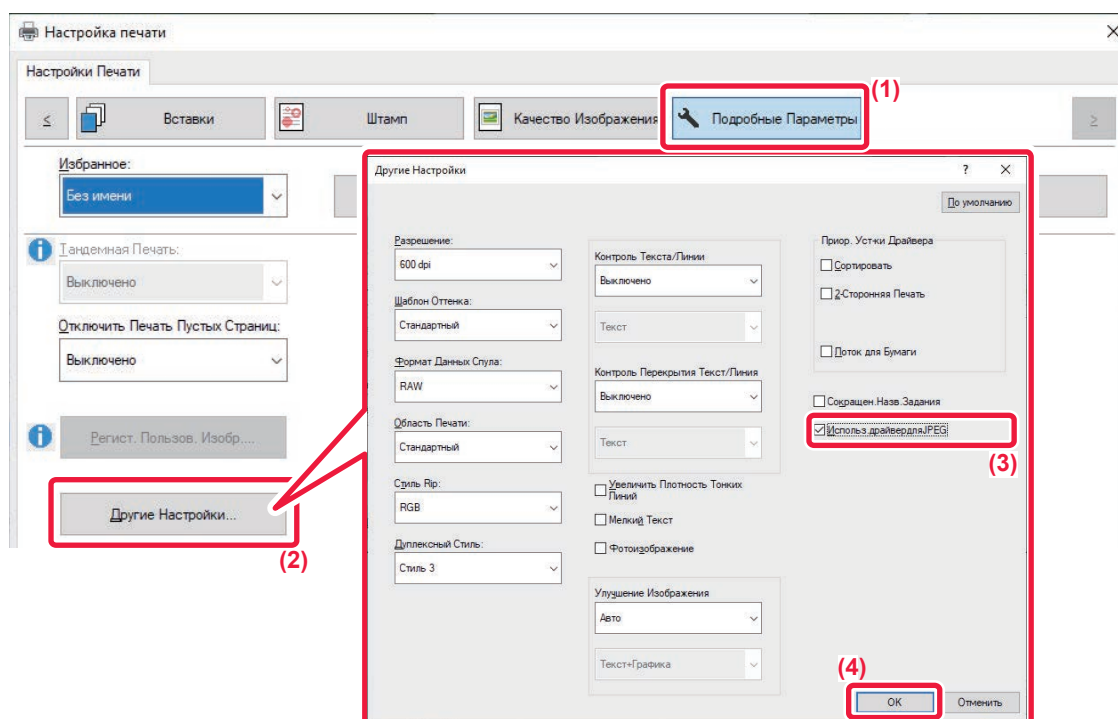 Настройка печати
Настройки Печати
(1)
<
Вставки
Штамп
Качество Изображения
Подробные Параметры
>
Избранное:
Без имени
Тандемная Печать:
Выключено
Отключить Печать Пустых Страниц:
Выключено
Регист. Пользов. Изобр....
Другие Настройки...
(2)
Другие Настройки
?
По умолчанию
Разрешение:
600 dpi
Шаблон Оттенка:
Стандартный
Формат Данных Спула:
RAW
Область Печати:
Стандартный
Стиль Rip:
RGB
Дуплексный Стиль:
Стиль 3
Контроль Текста/Линии
Выключено
Текст
Контроль Перекрытия Текст/Линия
Выключено
Текст
Увеличить Плотность Тонких
Линий
Мелкий Текст
Фотоизображение
Улушение Изображения
Авто
Текст+Графика
Приор. Уст-ки Драйвера
Сортировать
2-Сторонняя Печать
Поток для Бумаги
Сокращен.Назв.Задания
Использ.драйвердляJPEG
(3)
(4)
OK
Отменить